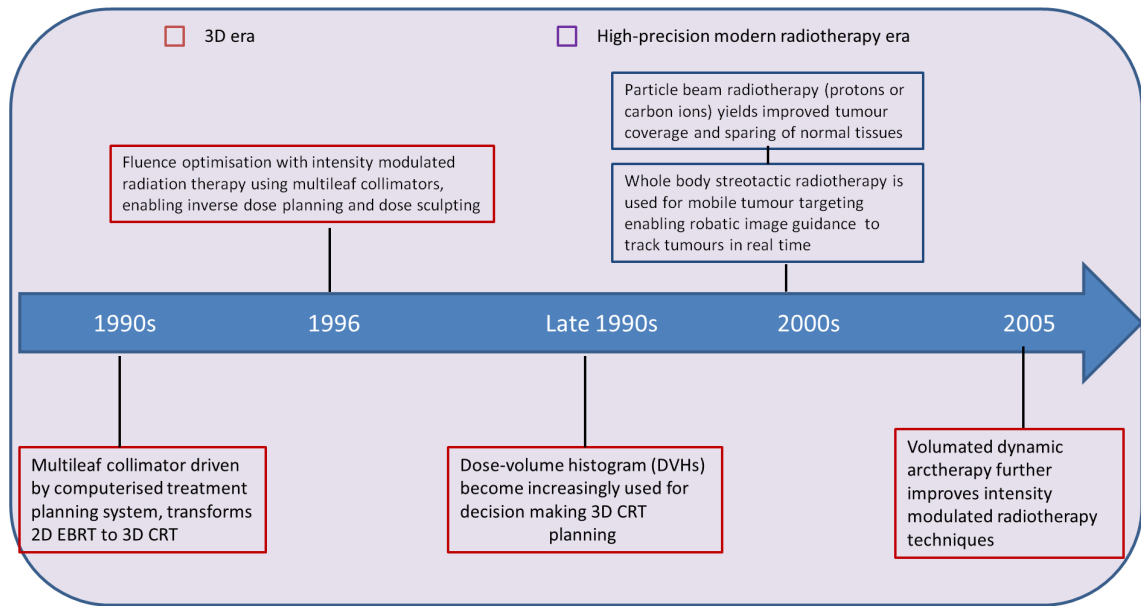 3D era
High-precision modern radiotherapy era
Particle beam radiotherapy (protons or
carbon ions) yields improved tumour
coverage and sparing of normal tissues
Fluence optimisation with intensity modulated
radiation therapy using multileaf collimators,
enabling inverse dose planning and dose sculpting
Whole body streotactic radiotherapy is
used for mobile tumour targeting
enabling robatic image guidance to
track tumours in real time
1990s
1996
Late 1990s
2000s
2005
Multileaf collimator driven
by computerised treatment
planning system, transforms
2D EBRT to 3D CRT
Dose-volume histogram (DVHs)
become increasingly used for
decision making 3D CRT
planning
Volumated dynamic
arctherapy further
improves intensity
modulated radiotherapy
techniques